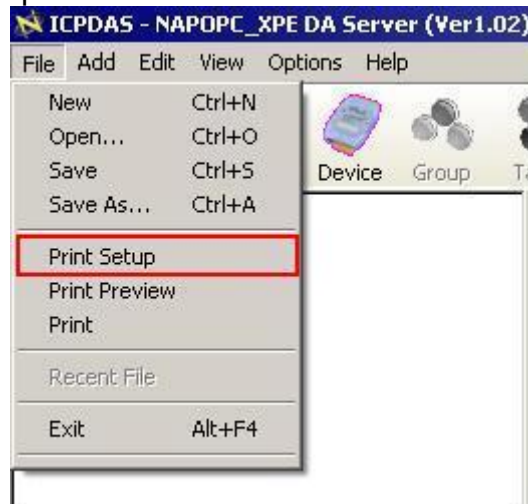 ICPDAS - NAPOPC_XPE DA Server (Ver1.02)
File Add Edit View Options Help
New Ctrl+N
Open... Ctrl+O
Save Ctrl+S
Save As... Ctrl+A
Device Group
Print Setup
Print Preview
Print
Recent File
Exit Alt+F4